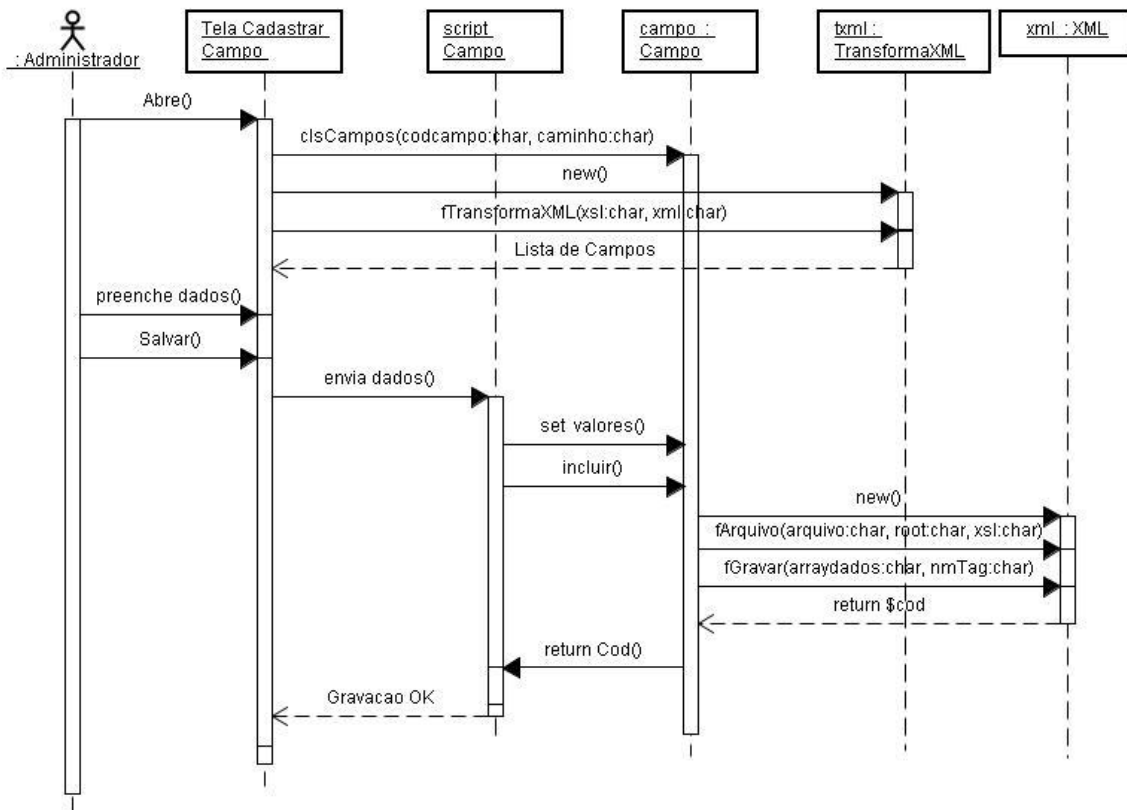 : Administrador
Tela Cadastrar
Campo
script
Campo
campo :
Campo
txml :
TransformaXML
xml : XML
Abre()
clsCampos(codcampo:char, caminho:char)
new()
fTransformaXML(xsl:char, xml:char)
Lista de Campos
preenche dados()
Salvar()
envia dados()
set valores()
incluir()
new()
fArquivo(arquivo:char, root:char, xsl:char)
fGravar(arraydados:char, nmTag:char)
return $cod
return Cod()
Gravacao OK